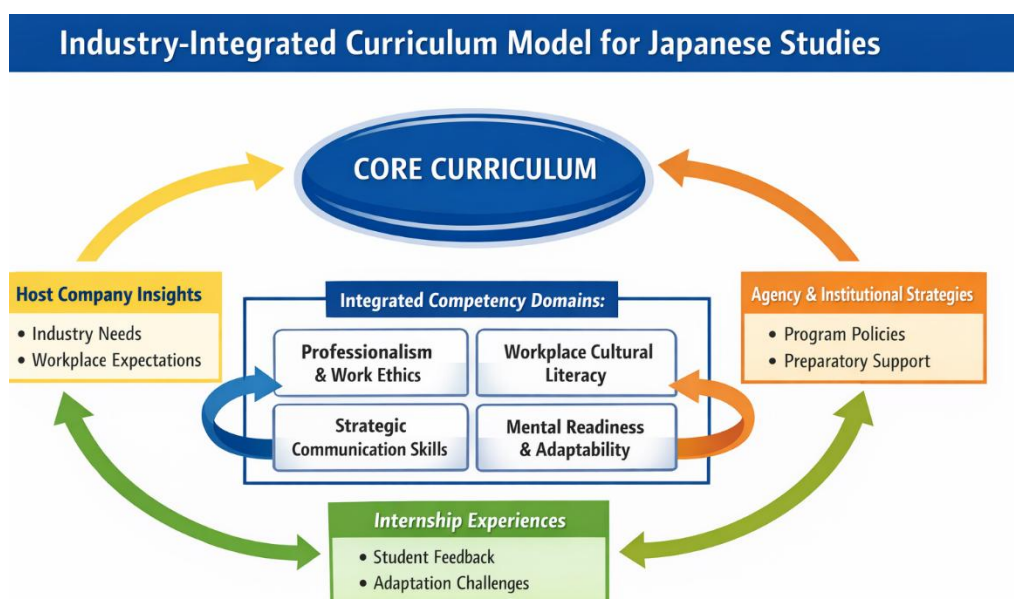 Industry-Integrated Curriculum Model for Japanese Studies
CORE CURRICULUM
Host Company Insights
• Industry Needs
• Workplace Expectations
Integrated Competency Domains:
Professionalism
& Work Ethics
Workplace Cultural
Literacy
Strategic
Communication Skills
Mental Readiness
& Adaptability
Agency & Institutional Strategies
• Program Policies
• Preparatory Support
Internship Experiences
• Student Feedback
• Adaptation Challenges